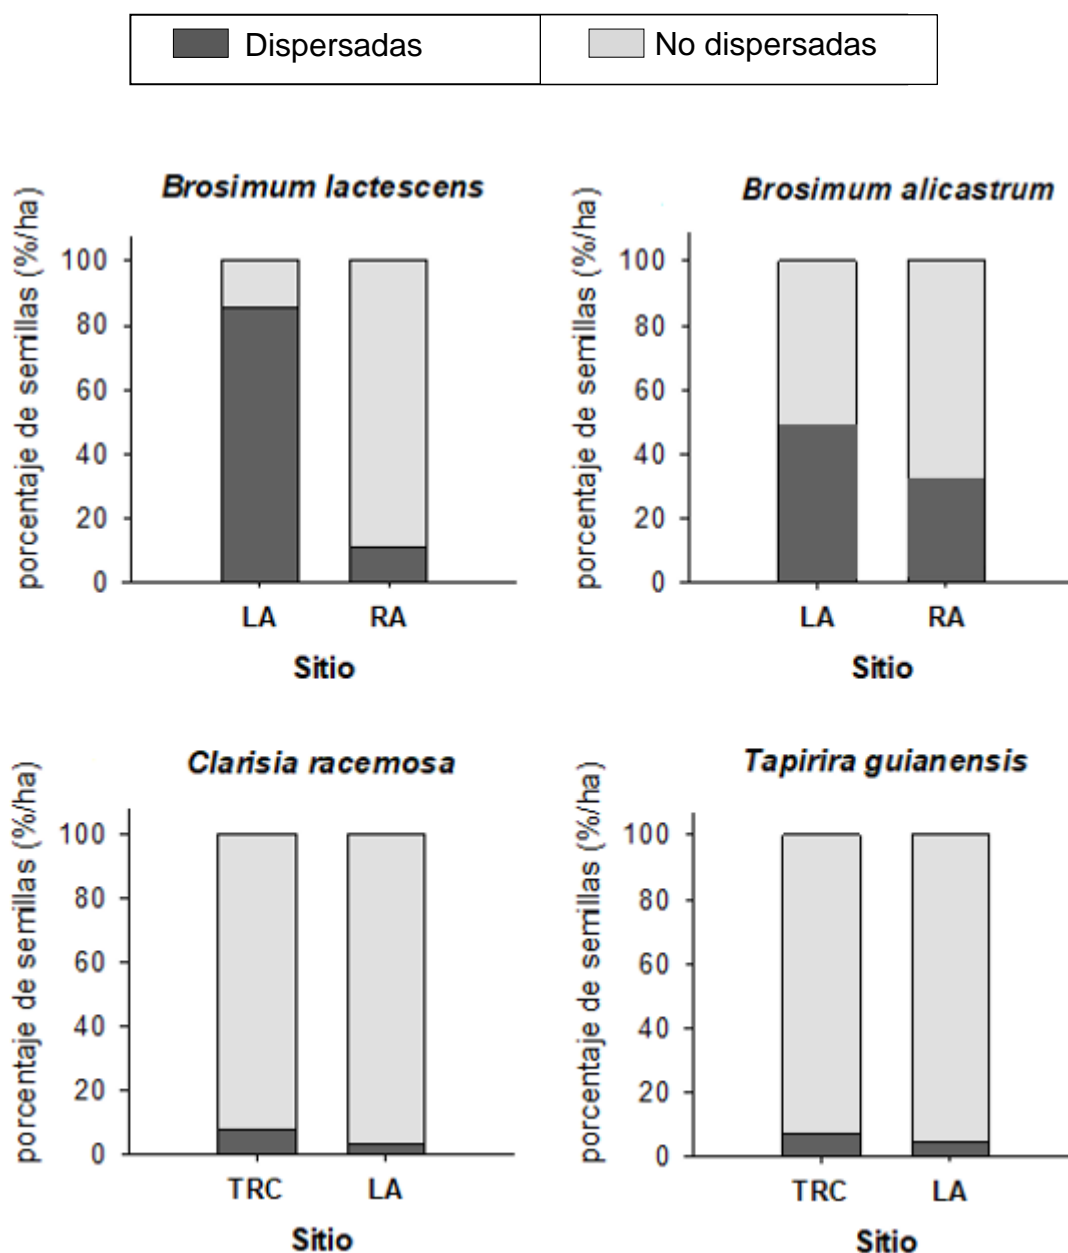 Dispersadas
No dispersadas
Brosimum lactescens
porcentaje de semillas (%/ha)
100
80
60
40
20
0
LA
RA
Sitio
Brosimum alicastrum
porcentaje de semillas (%/ha)
100
80
60
40
20
0
LA
RA
Sitio
Clarisia racemosa
porcentaje de semillas (%/ha)
100
80
60
40
20
0
TRC
LA
Sitio
Tapirira guianensis
porcentaje de semillas (%/ha)
100
80
60
40
20
0
TRC
LA
Sitio